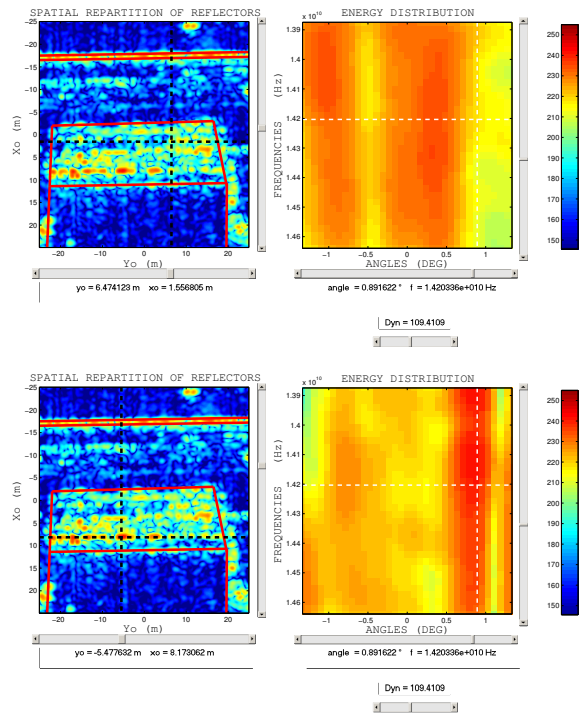 SPATIAL REPARTITION OF REFLECTORS
ENERGY DISTRIBUTION
x 10^10
-25
-20
-15
-10
-5
0
5
10
15
20
Xo (m)
-20 -10 0 10 20
Yo (m)
yo = 6.474123 m xo = 1.556805 m
1.39
1.4
1.41
1.42
1.43
1.44
1.45
1.46
FREQUENCIES (Hz)
-1 -0.5 0 0.5 1
ANGLES (DEG)
angle = 0.891622 ° f = 1.420336e+010 Hz
250
240
230
220
210
200
190
180
170
160
150
Dyn = 109.4109
SPATIAL REPARTITION OF REFLECTORS
ENERGY DISTRIBUTION
x 10^10
-25
-20
-15
-10
-5
0
5
10
15
20
Xo (m)
-20 -10 0 10 20
Yo (m)
yo = -5.477632 m xo = 8.173062 m
1.39
1.4
1.41
1.42
1.43
1.44
1.45
1.46
FREQUENCIES (Hz)
-1 -0.5 0 0.5 1
ANGLES (DEG)
angle = 0.891622 ° f = 1.420336e+010 Hz
250
240
230
220
210
200
190
180
170
160
150
Dyn = 109.4109